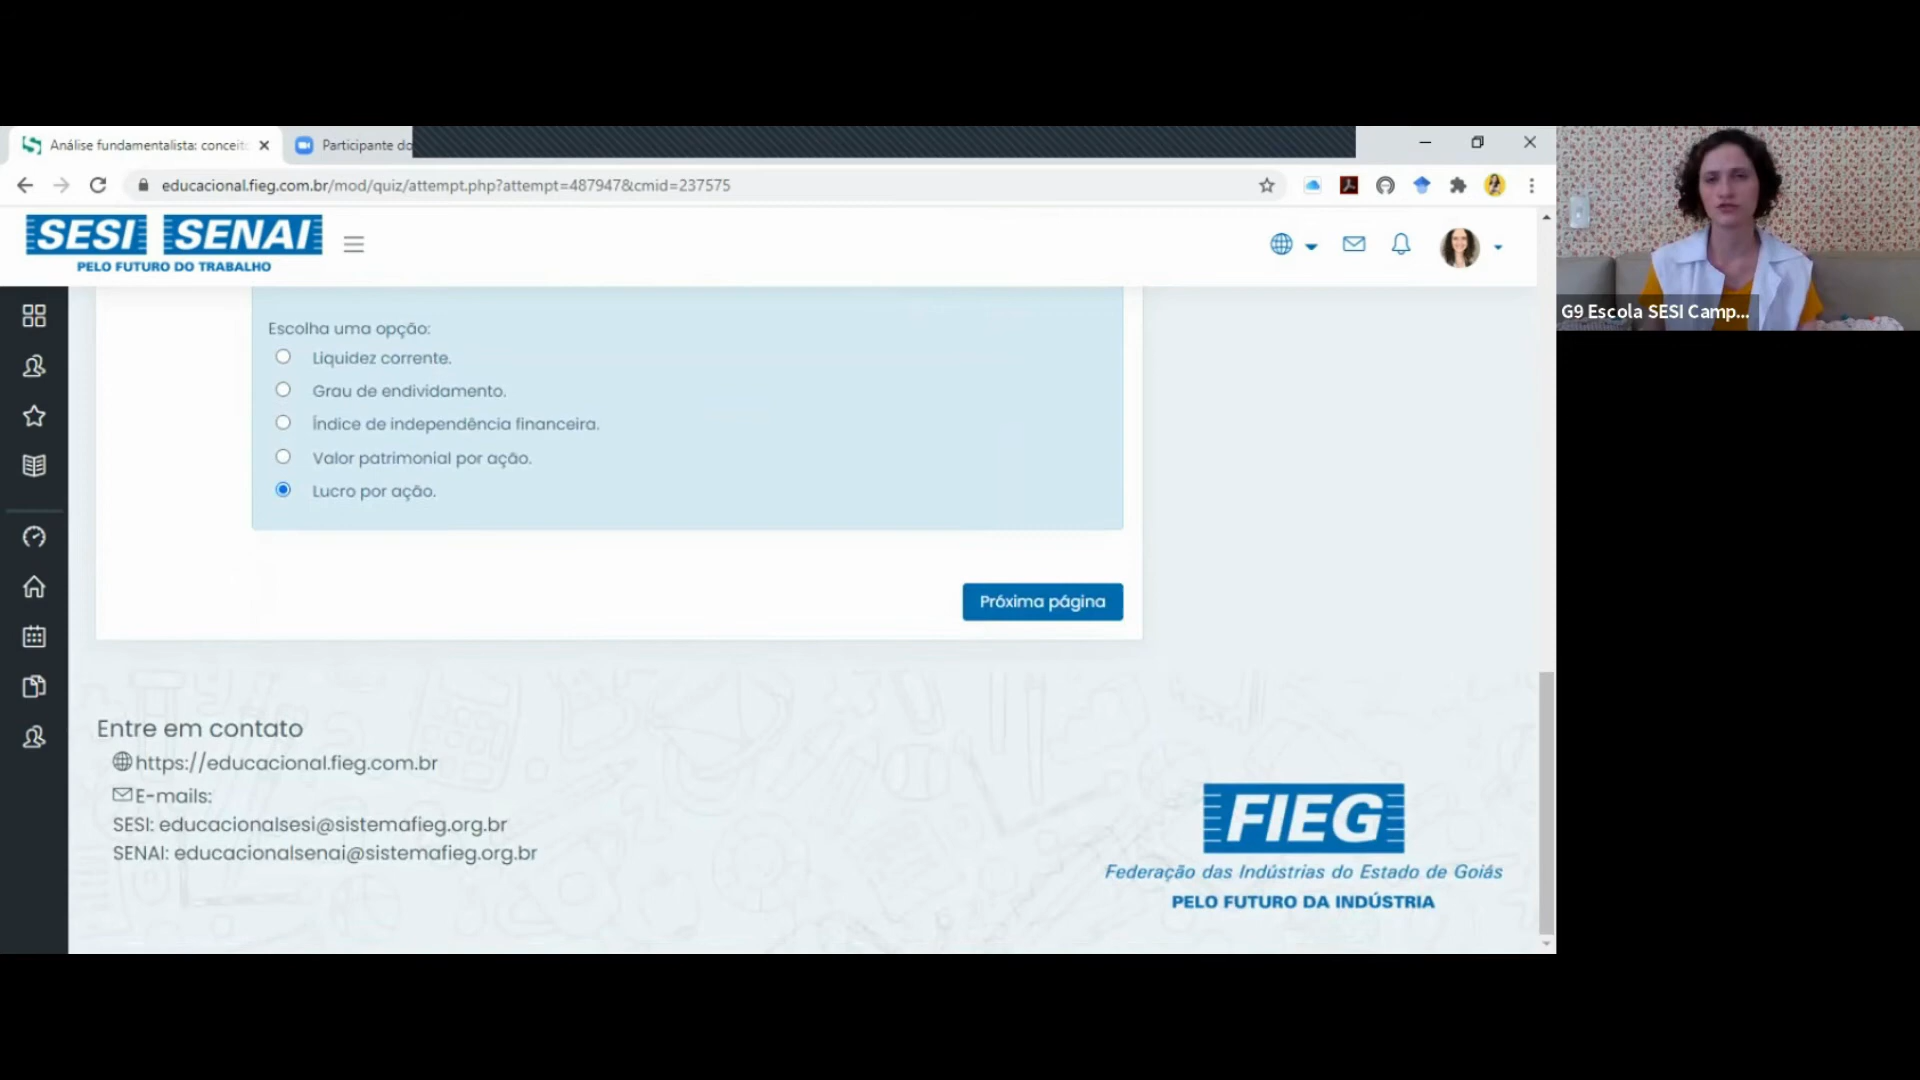 Análise fundamentalista: conceit
Participante do
educacional.fieg.com.br/mod/quiz/attempt.php?attempt=487947&cmid=237575
SESI SENAI
PELO FUTURO DO TRABALHO
G9 Escola SESI Camp...
Escolha uma opção:
Liquidez corrente.
Grau de endividamento.
Índice de independência financeira.
Valor patrimonial por ação.
Lucro por ação.
Próxima página
Entre em contato
https://educacional.fieg.com.br
E-mails:
SESI: educacionalsesi@sistemafieg.org.br
SENAI: educacionalsenai@sistemafieg.org.br
FIEG
Federação das Indústrias do Estado de Goiás
PELO FUTURO DA INDÚSTRIA